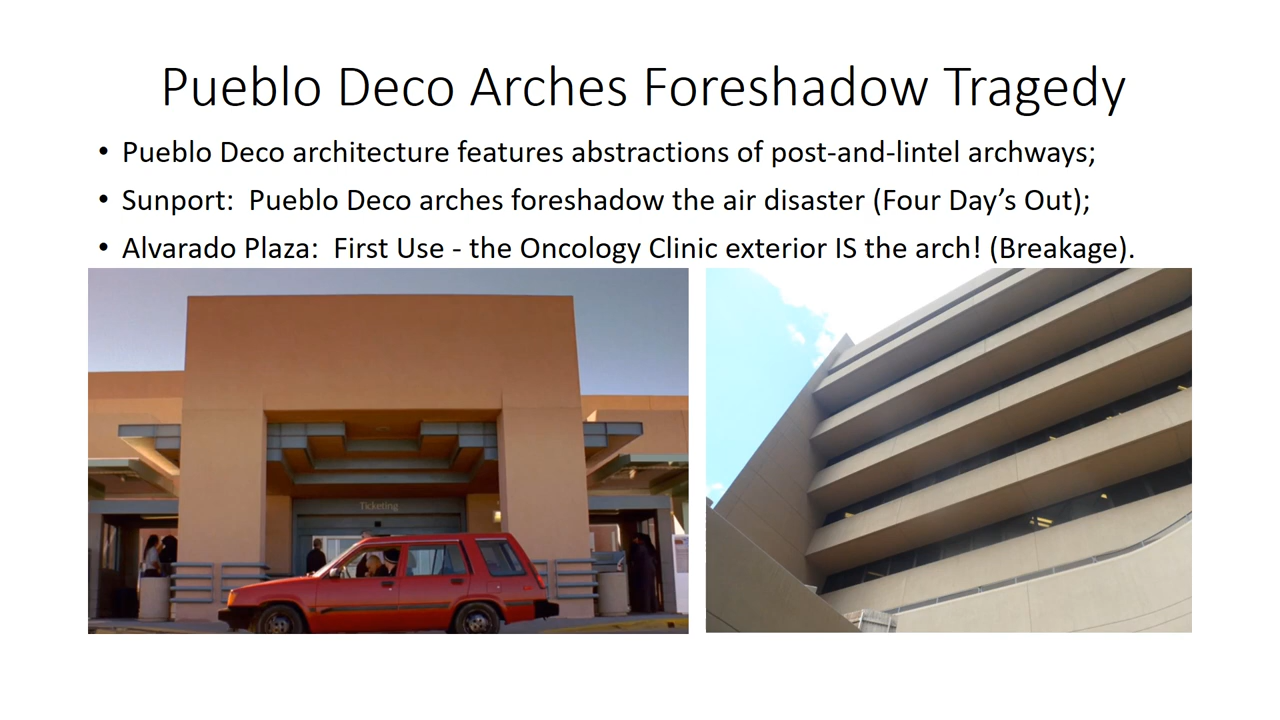 Pueblo Deco Arches Foreshadow Tragedy
• Pueblo Deco architecture features abstractions of post-and-lintel archways;
• Sunport:  Pueblo Deco arches foreshadow the air disaster (Four Day’s Out);
• Alvarado Plaza:  First Use - the Oncology Clinic exterior IS the arch! (Breakage).
Ticketing